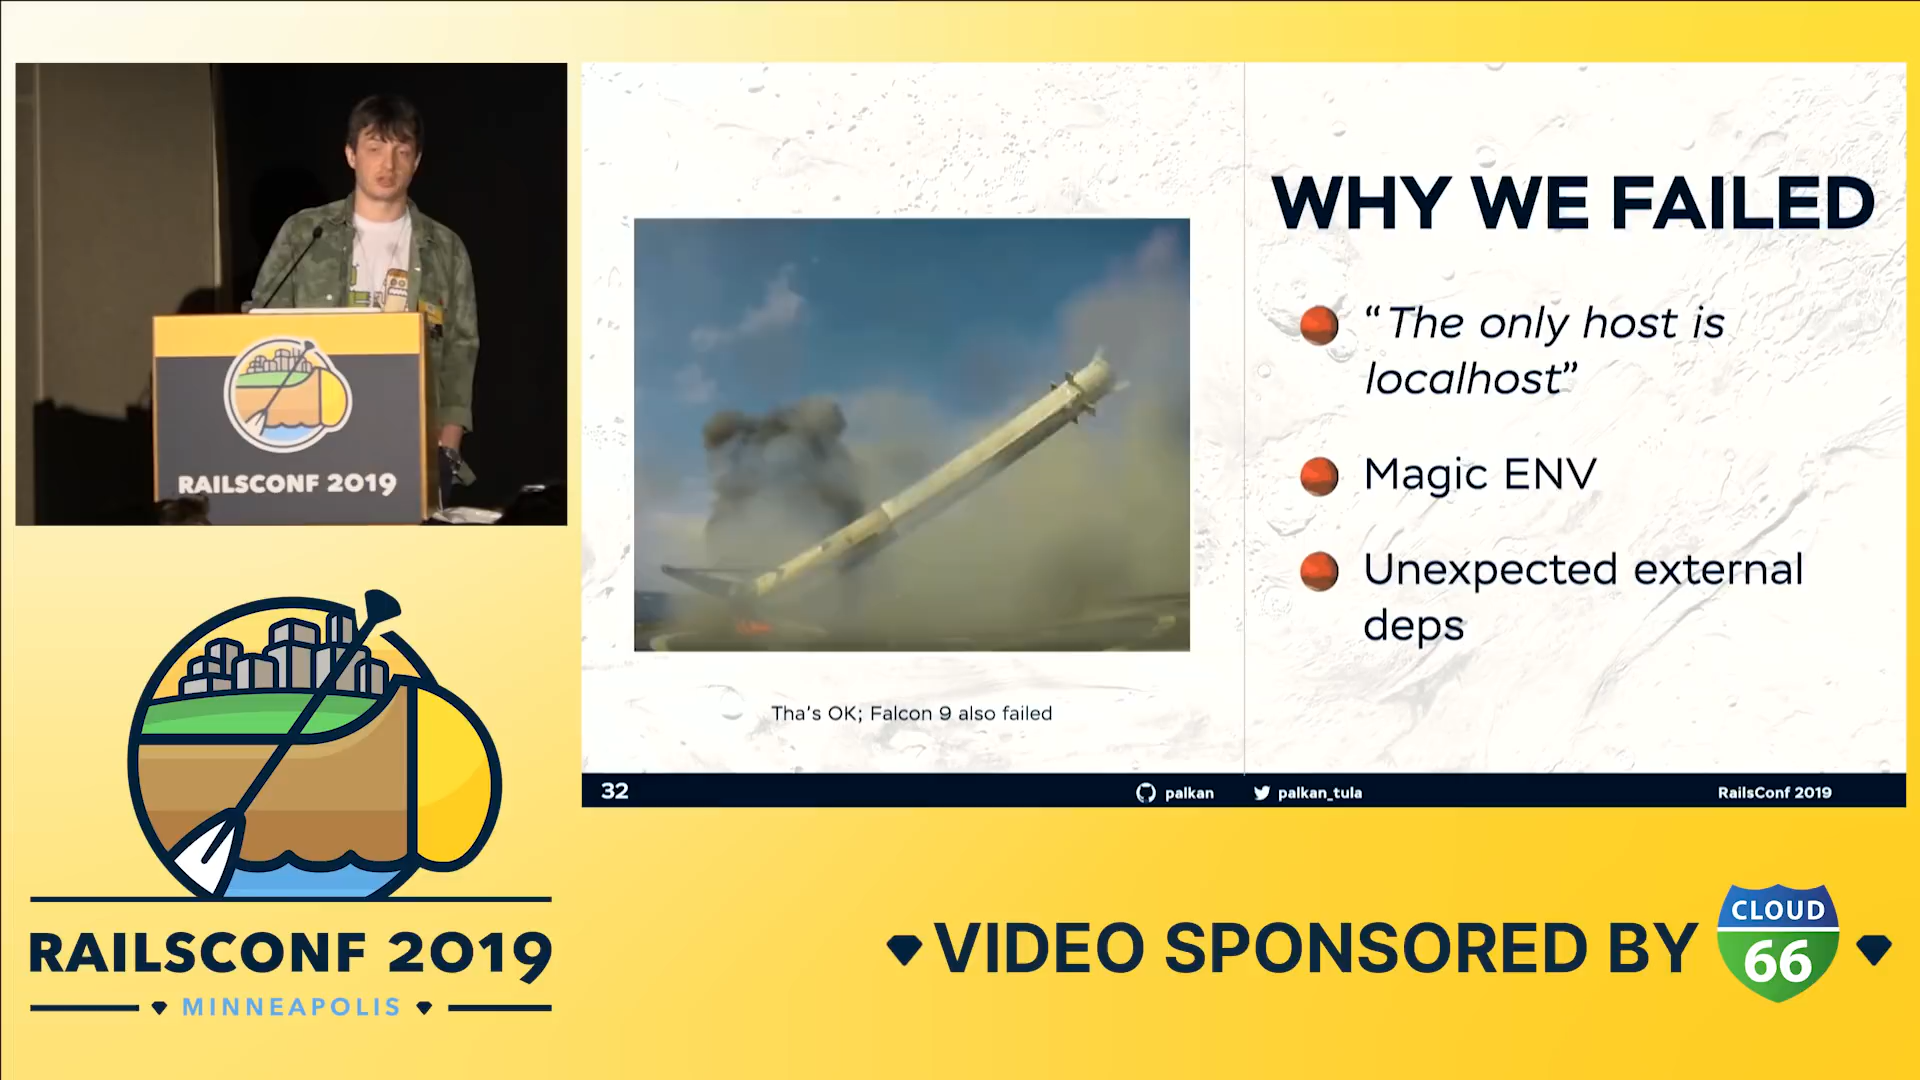 RAILSCONF 2019
WHY WE FAILED
“The only host is
localhost”
Magic ENV
Unexpected external
deps
Tha's OK; Falcon 9 also failed
32
palkan
palkan_tula
RailsConf 2019
RAILSCONF 2019
MINNEAPOLIS
VIDEO SPONSORED BY
CLOUD
66